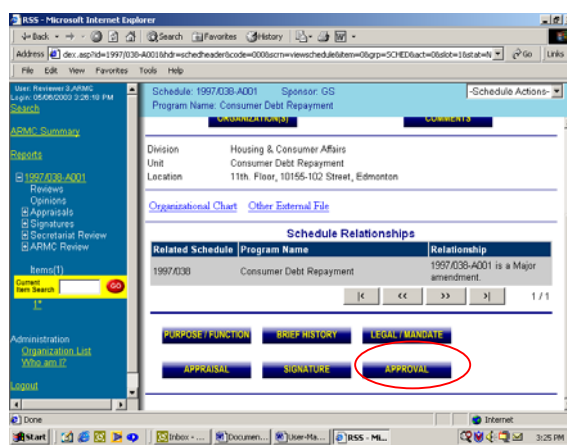 RSS - Microsoft Internet Explorer
Back Search Favorites History
Address dex.asp?id=1997/038-A001&hdr=schedheader&code=000&scrn=viewschedule&item=0&grp=SCHED&act=0&slot=1&stat=N Go Links
File Edit View Favorites Tools Help
User: Reviewer 3,ARMC
Login: 05/06/2003 3:26:10 PM
Search
ARMC Summary
Reports
1997/038-A001
Reviews
Opinions
Appraisals
Signatures
Secretariat Review
ARMC Review
Items(1)
Current
Item Search GO
1*
Administration
Organization List
Who am I?
Logout
Schedule: 1997/038-A001 Sponsor: GS -Schedule Actions-
Program Name: Consumer Debt Repayment
ORGANIZATION(S) COMMENTS
Division Housing & Consumer Affairs
Unit Consumer Debt Repayment
Location 11th. Floor, 10155-102 Street, Edmonton
Organizational Chart Other External File
Schedule Relationships
Related Schedule Program Name Relationship
1997/038 Consumer Debt Repayment 1997/038-A001 is a Major
amendment.
|< << >> >| 1 / 1
PURPOSE / FUNCTION BRIEF HISTORY LEGAL / MANDATE
APPRAISAL SIGNATURE APPROVAL
Done Internet
Start Inbox - ... Documen... User-Ma... RSS - Mi... 3:25 PM